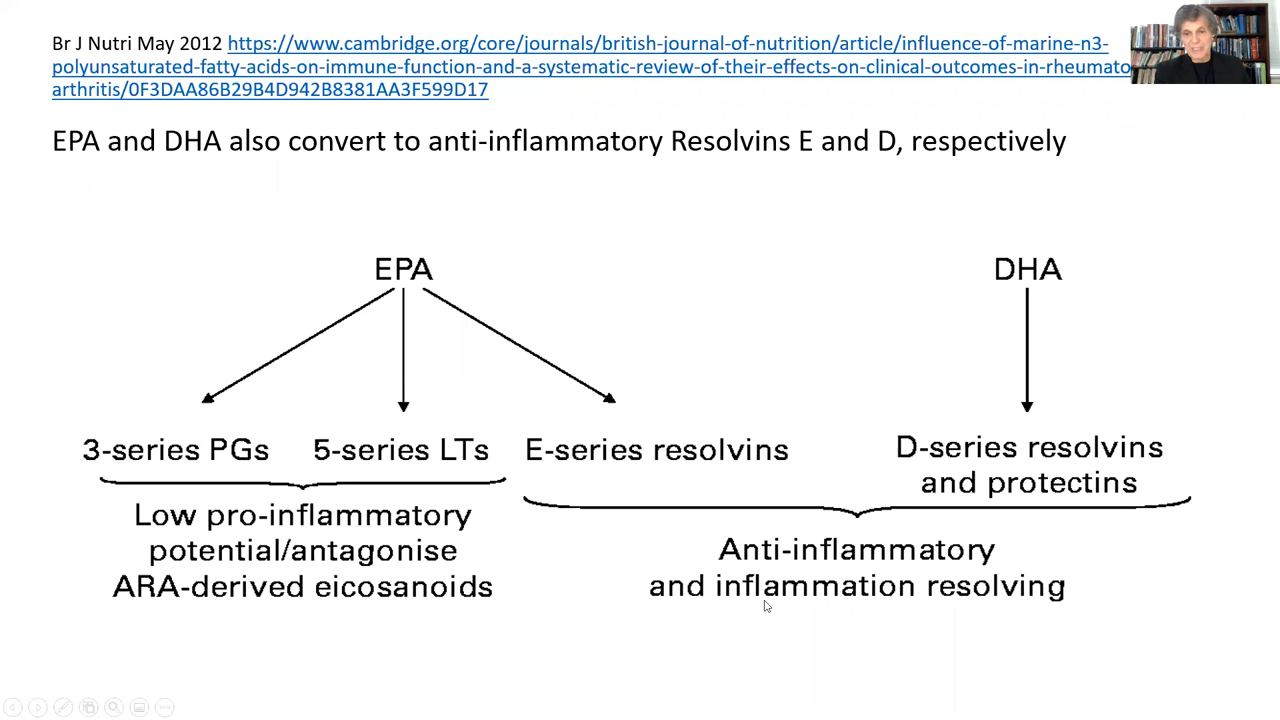 Br J Nutri May 2012 https://www.cambridge.org/core/journals/british-journal-of-nutrition/article/influence-of-marine-n3-
polyunsaturated-fatty-acids-on-immune-function-and-a-systematic-review-of-their-effects-on-clinical-outcomes-in-rheumato
arthritis/0F3DAA86B29B4D942B8381AA3F599D17
EPA and DHA also convert to anti-inflammatory Resolvins E and D, respectively
EPA
DHA
3-series PGs
5-series LTs
E-series resolvins
D-series resolvins
and protectins
Low pro-inflammatory
potential/antagonise
ARA-derived eicosanoids
Anti-inflammatory
and inflammation resolving